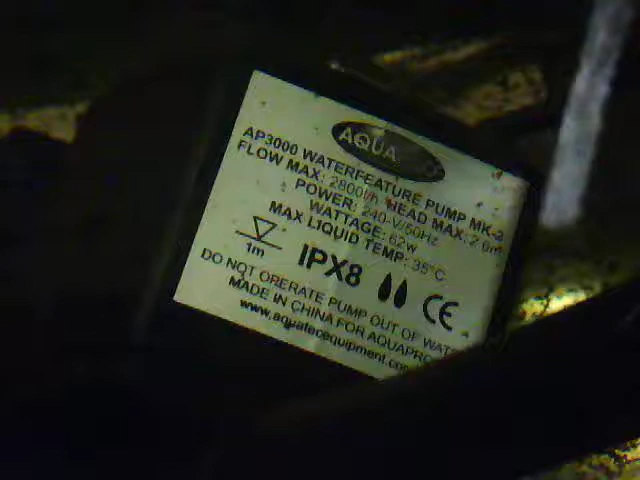 AQUA
AP3000 WATERFEATURE PUMP MK-2
FLOW MAX: 2800l/h HEAD MAX: 2.0m
POWER: 240-V/50Hz
WATTAGE: 62w
MAX LIQUID TEMP: 35°C
1m IPX8 CE
DO NOT OPERATE PUMP OUT OF WAT
MADE IN CHINA FOR AQUAPRO
www.aquatecequipment.co